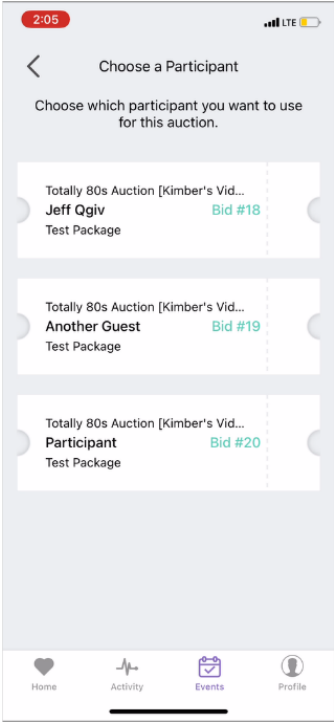 2:05
LTE
Choose a Participant
Choose which participant you want to use
for this auction.
Totally 80s Auction [Kimber's Vid...
Jeff Qgiv Bid #18
Test Package
Totally 80s Auction [Kimber's Vid...
Another Guest Bid #19
Test Package
Totally 80s Auction [Kimber's Vid...
Participant Bid #20
Test Package
Home Activity Events Profile